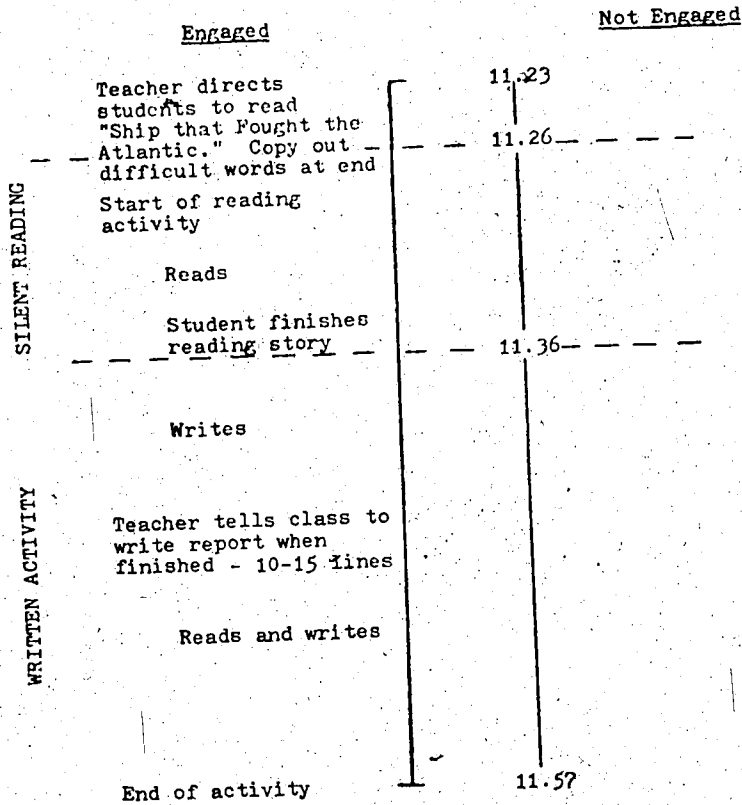 Engaged
Not Engaged
Teacher directs
students to read
"Ship that Fought the
Atlantic." Copy out
difficult words at end
11.23
11.26
SILENT READING
Start of reading
activity
Reads
Student finishes
reading story
11.36
WRITTEN ACTIVITY
Writes
Teacher tells class to
write report when
finished - 10-15 lines
Reads and writes
End of activity
11.57